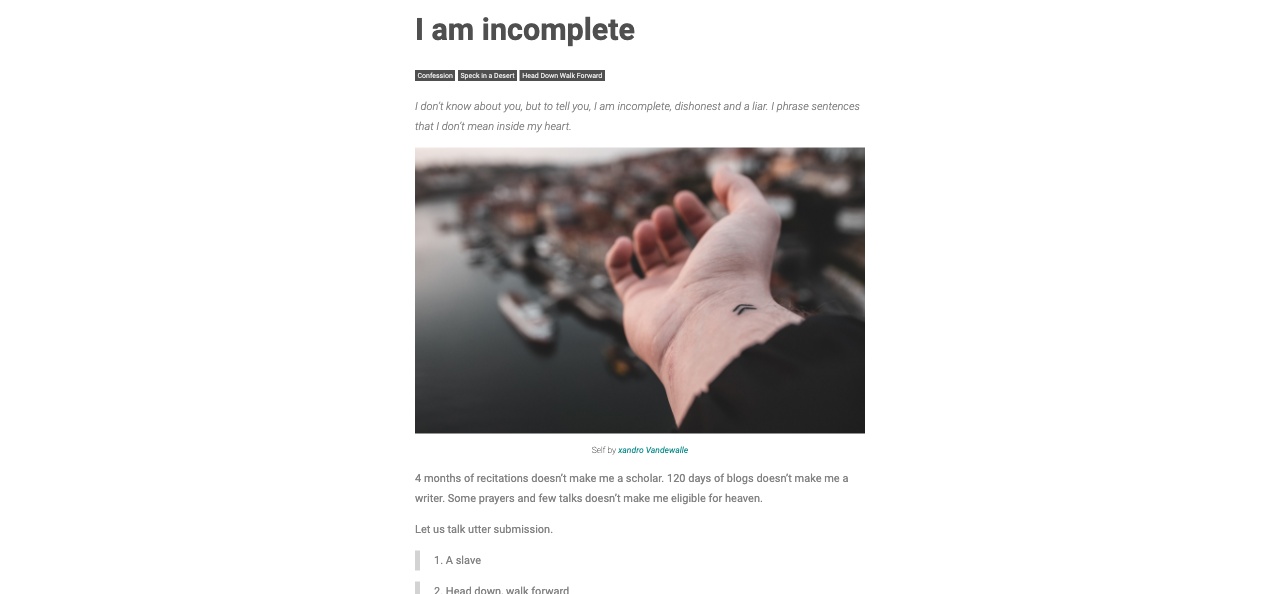 I am incomplete
Confession Speck in a Desert Head Down Walk Forward
I don't know about you, but to tell you, I am incomplete, dishonest and a liar. I phrase sentences
that I don't mean inside my heart.
Self by xandro Vandewalle
4 months of recitations doesn't make me a scholar. 120 days of blogs doesn't make me a
writer. Some prayers and few talks doesn't make me eligible for heaven.
Let us talk utter submission.
1. A slave
2. Head down, walk forward